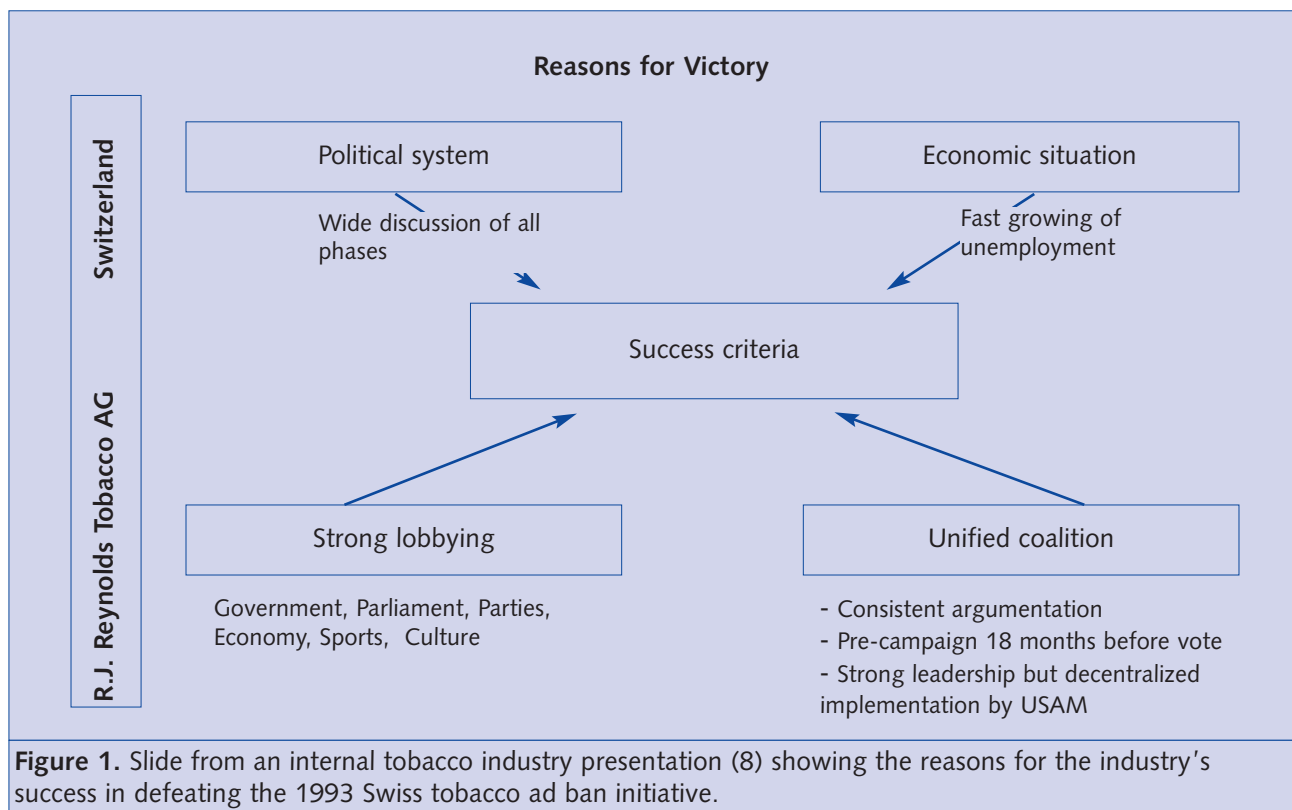 Reasons for Victory
Switzerland
R.J. Reynolds Tobacco AG
Political system
Economic situation
Wide discussion of all
phases
Fast growing of
unemployment
Success criteria
Strong lobbying
Unified coalition
Government, Parliament, Parties,
Economy, Sports, Culture
- Consistent argumentation
- Pre-campaign 18 months before vote
- Strong leadership but decentralized
implementation by USAM
Figure 1. Slide from an internal tobacco industry presentation (8) showing the reasons for the industry's
success in defeating the 1993 Swiss tobacco ad ban initiative.